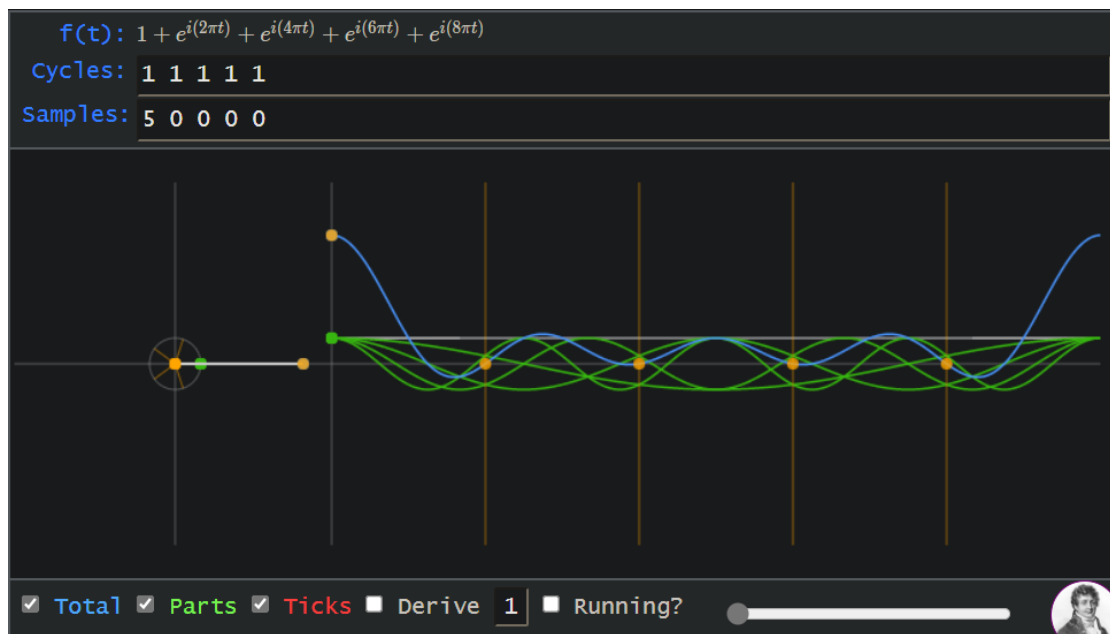 f(t): 1 + e^{i(2πt)} + e^{i(4πt)} + e^{i(6πt)} + e^{i(8πt)}
Cycles: 1 1 1 1 1
Samples: 5 0 0 0 0
Total Parts Ticks Derive 1 Running?